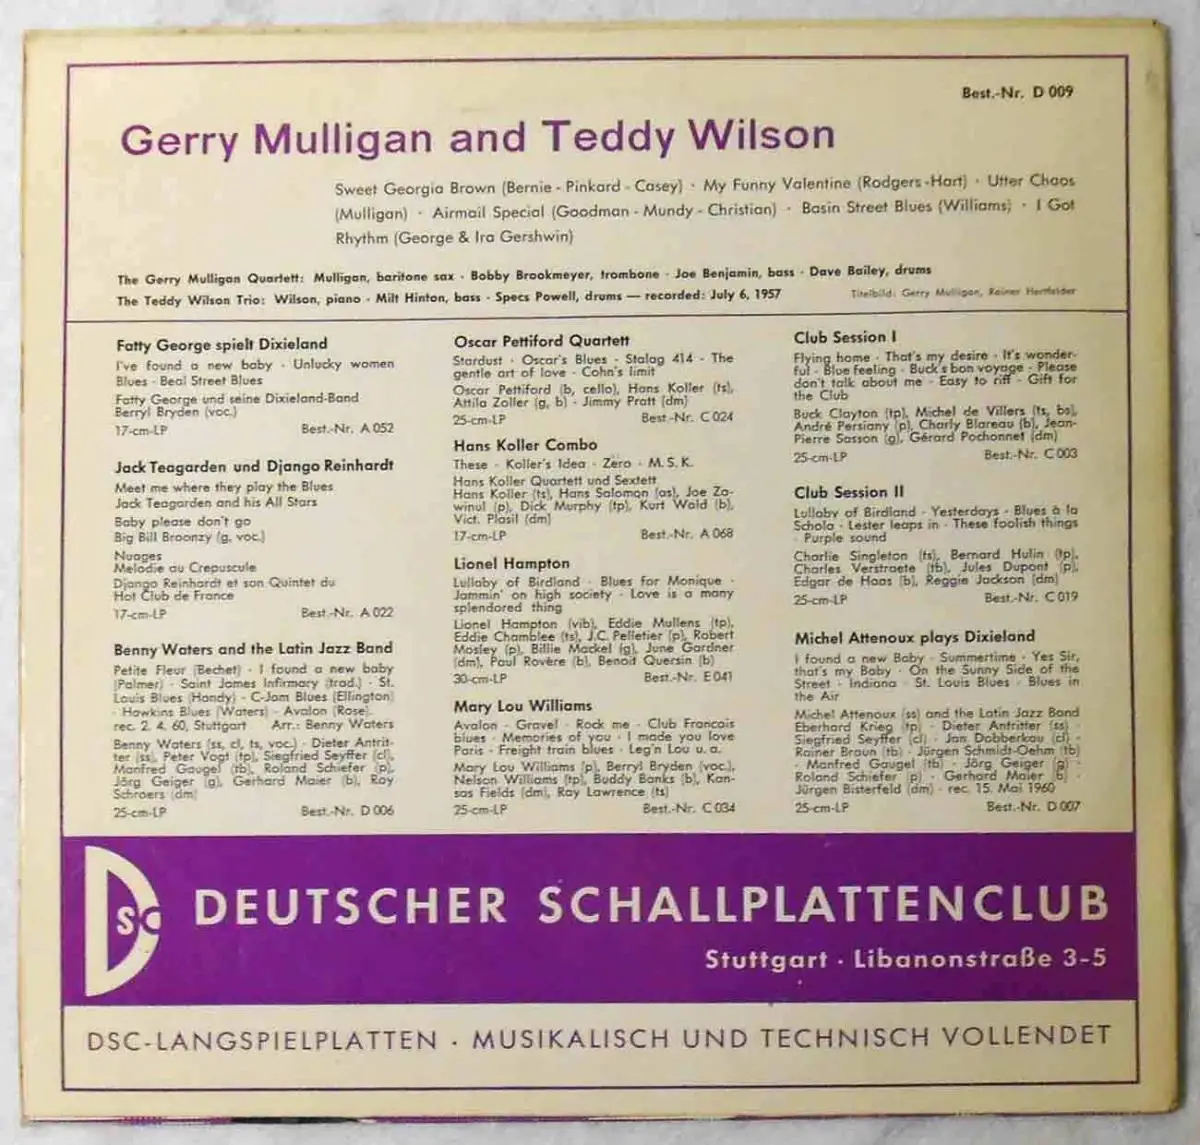 Best.-Nr. D 009
Gerry Mulligan and Teddy Wilson
Sweet Georgia Brown (Bernie - Pinkard - Casey) · My Funny Valentine (Rodgers-Hart) · Utter Chaos
(Mulligan) · Airmail Special (Goodman - Mundy - Christian) · Basin Street Blues (Williams) · I Got
Rhythm (George & Ira Gershwin)
The Gerry Mulligan Quartett: Mulligan, baritone sax · Bobby Brookmeyer, trombone · Joe Benjamin, bass · Dave Bailey, drums
The Teddy Wilson Trio: Wilson, piano · Milt Hinton, bass · Specs Powell, drums — recorded: July 6, 1957
Titelbild: Gerry Mulligan, Rainer Hertfelder
Fatty George spielt Dixieland
I've found a new baby · Unlucky women
Blues · Beal Street Blues
Fatty George und seine Dixieland-Band
Berryl Bryden (voc.)
17-cm-LP Best.-Nr. A 052
Jack Teagarden und Django Reinhardt
Meet me where they play the Blues
Jack Teagarden and his All Stars
Baby please don't go
Big Bill Broonzy (g, voc.)
Nuages
Melodie au Crepuscule
Django Reinhardt et son Quintet du
Hot Club de France
17-cm-LP Best.-Nr. A 022
Benny Waters and the Latin Jazz Band
Petite Fleur (Bechet) · I found a new baby
(Palmer) · Saint James Infirmary (trad.) · St.
Louis Blues (Handy) · C-Jam Blues (Ellington)
· Hawkins Blues (Waters) · Avalon (Rose).
rec. 2. 4. 60, Stuttgart Arr.: Benny Waters
Benny Waters (ss, cl, ts, voc.) · Dieter Antrit-
ter (ss), Peter Vogt (tp), Siegfried Seyffer (cl),
Manfred Gaugel (tb), Roland Schiefer (p),
Jörg Geiger (g), Gerhard Maier (b), Ray
Schroers (dm)
25-cm-LP Best.-Nr. D 006
Oscar Pettiford Quartett
Stardust · Oscar's Blues · Stalag 414 · The
gentle art of love · Cohn's limit
Oscar Pettiford (b, cello), Hans Koller (ts),
Attila Zoller (g, b) · Jimmy Pratt (dm)
25-cm-LP Best.-Nr. C 024
Hans Koller Combo
These · Koller's Idea · Zero · M. S. K.
Hans Koller Quartett und Sextett
Hans Koller (ts), Hans Salomon (as), Joe Za-
winul (p), Dick Murphy (tp), Kurt Wald (b),
Vict. Plasil (dm)
17-cm-LP Best.-Nr. A 068
Lionel Hampton
Lullaby of Birdland · Blues for Monique ·
Jammin' on high society · Love is a many
splendored thing
Lionel Hampton (vib), Eddie Mullens (tp),
Eddie Chamblee (ts), J.C. Pelletier (p), Robert
Mosley (p), Billie Mackel (g), June Gardner
(dm), Paul Rovère (b), Benoit Quersin (b)
30-cm-LP Best.-Nr. E 041
Mary Lou Williams
Avalon · Gravel · Rock me · Club Francais
blues · Memories of you · I made you love
Paris · Freight train blues · Leg'n Lou u. a.
Mary Lou Williams (p), Berryl Bryden (voc.),
Nelson Williams (tp), Buddy Banks (b), Kan-
sas Fields (dm), Ray Lawrence (ts)
25-cm-LP Best.-Nr. C 034
Club Session I
Flying home · That's my desire · It's wonder-
ful · Blue feeling · Buck's bon voyage · Please
don't talk about me · Easy to riff · Gift for
the Club
Buck Clayton (tp), Michel de Villers (ts, bs),
André Persiany (p), Charly Blareau (b), Jean-
Pierre Sasson (g), Gérard Pochonnet (dm)
25-cm-LP Best.-Nr. C 003
Club Session II
Lullaby of Birdland · Yesterdays · Blues à la
Schola · Lester leaps in · These foolish things
· Purple sound
Charlie Singleton (ts), Bernard Hulin (tp),
Charles Verstraete (tb), Jules Dupont (p),
Edgar de Haas (b), Reggie Jackson (dm)
25-cm-LP Best.-Nr. C 019
Michel Attenoux plays Dixieland
I found a new Baby · Summertime · Yes Sir,
that's my Baby · On the Sunny Side of the
Street · Indiana · St. Louis Blues · Blues in
the Air
Michel Attenoux (ss) and the Latin Jazz Band
Eberhard Krieg (tp) · Dieter Antritter (ss) ·
Siegfried Seyffer (cl) · Jan Dobberkau (cl) ·
Rainer Braun (tb) · Jürgen Schmidt-Oehm (tb)
· Manfred Gaugel (tb) · Jörg Geiger (g) ·
Roland Schiefer (p) · Gerhard Maier (b) ·
Jürgen Bisterfeld (dm) · rec. 15. Mai 1960
25-cm-LP Best.-Nr. D 007
Dsc DEUTSCHER SCHALLPLATTENCLUB
Stuttgart · Libanonstraße 3-5
DSC-LANGSPIELPLATTEN · MUSIKALISCH UND TECHNISCH VOLLENDET